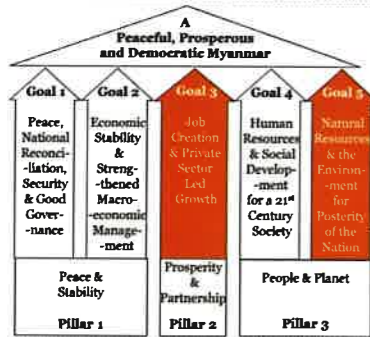 A
Peaceful, Prosperous
and Democratic Myanmar
Goal 1
Peace,
National
Reconci-
liation,
Security
& Good
Gover-
nance
Goal 2
Economic
Stability
&
Streng-
thened
Macro-
economic
Manage-
ment
Goal 3
Job
Creation
& Private
Sector
Led
Growth
Goal 4
Human
Resources
& Social
Develop-
ment
for a 21st
Century
Society
Goal 5
Natural
Resources
& the
Environ-
ment
for
Posterity
of the
Nation
Peace &
Stability
Pillar 1
Prosperity
&
Partnership
Pillar 2
People & Planet
Pillar 3